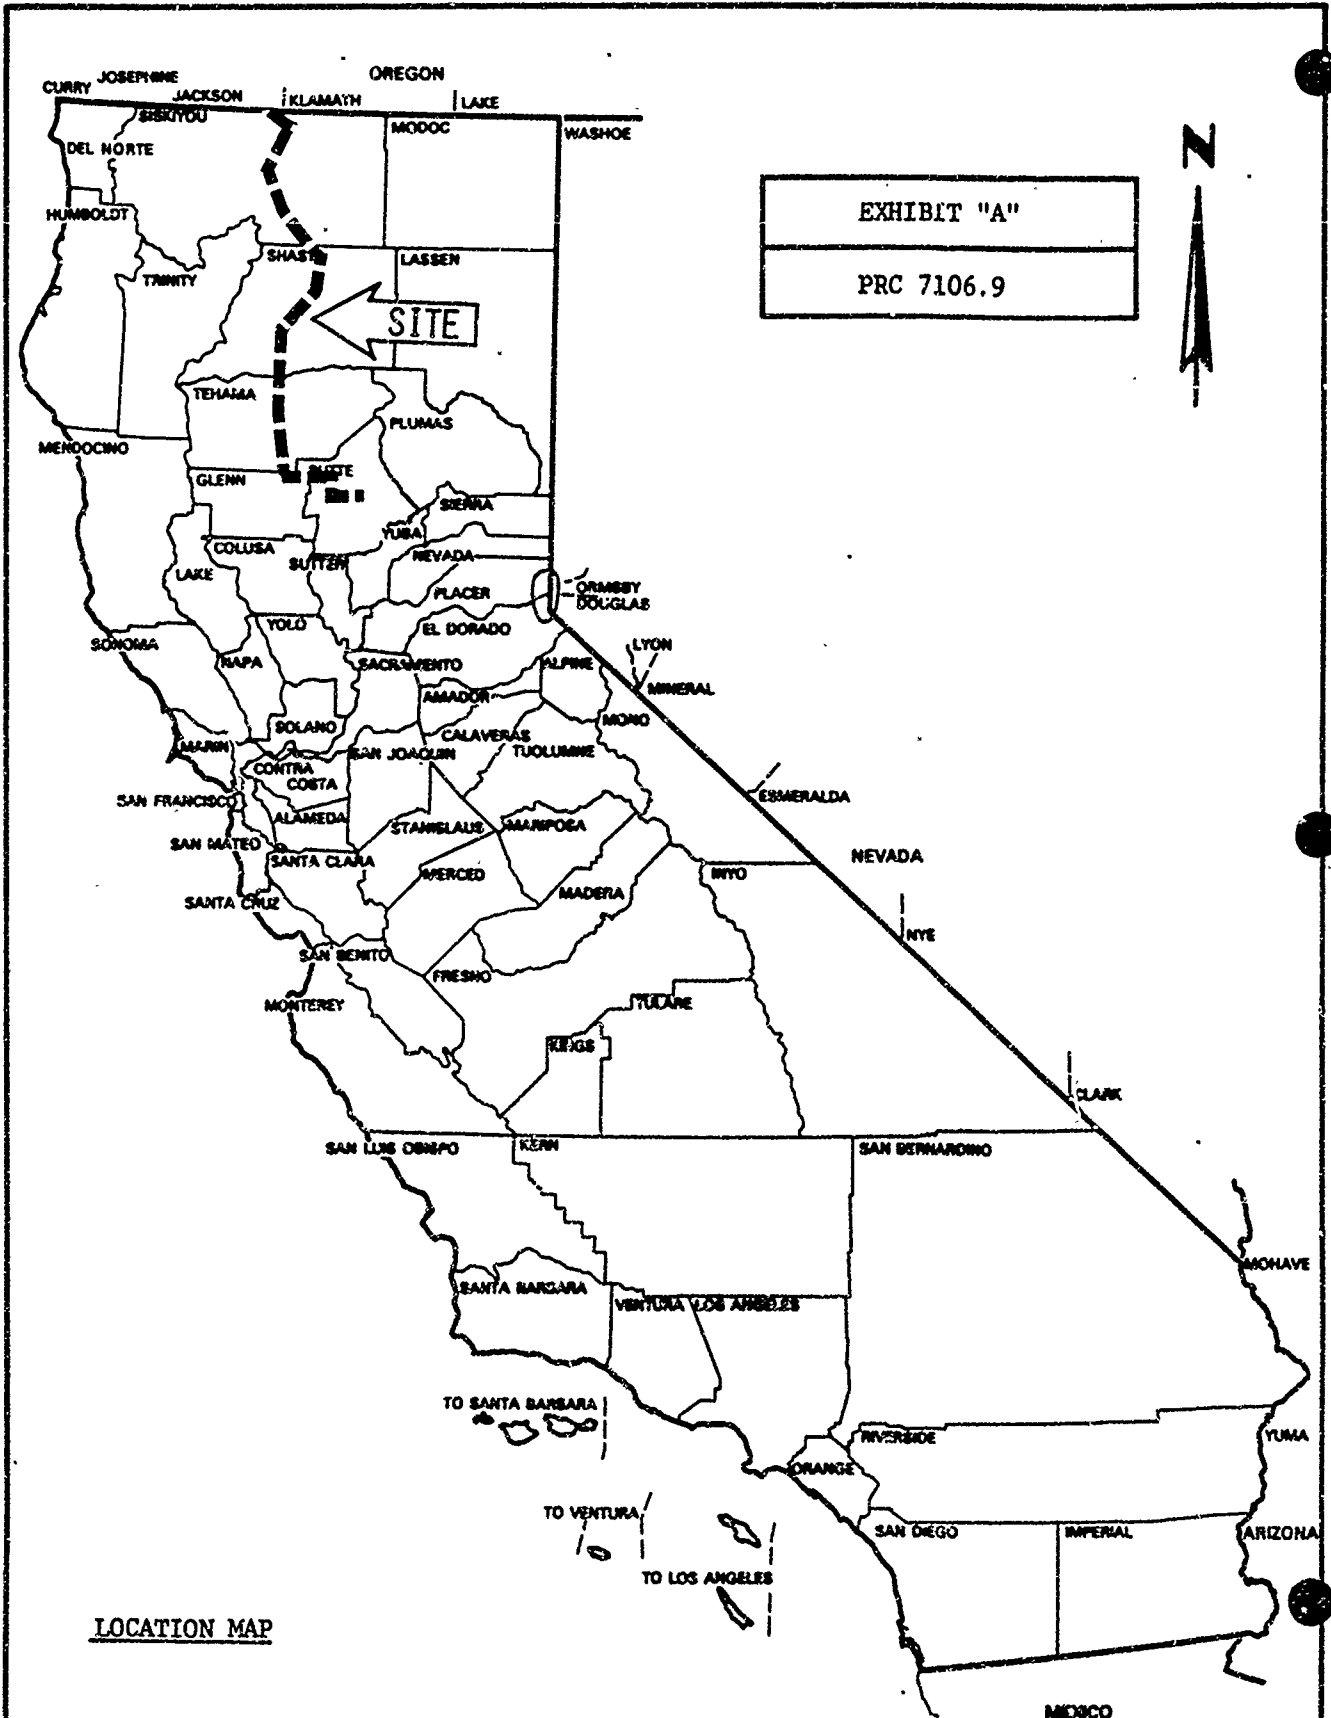 OREGON
JOSEPHINE
CURRY
JACKSON
KLAMATH
LAKE
SISKIYOU
MODOC
WASHOE
DEL NORTE
N
EXHIBIT "A"
PRC 7106.9
HUMBOLDT
SHAST
LASSEN
TRINITY
SITE
TEHAMA
PLUMAS
MENDOCINO
GLENN
BUTTE
SIERRA
YUBA
COLUSA
SUTTER
NEVADA
LAKE
PLACER
ORMSBY
DOUGLAS
YOLO
EL DORADO
SONOMA
NAPA
SACRAMENTO
ALPINE
LYON
MINERAL
AMADOR
SOLANO
MONO
CALAVERAS
MARIN
SAN JOAQUIN
TUOLUMNE
CONTRA
COSTA
SAN FRANCISCO
ESMERALDA
ALAMEDA
STANISLAUS
MARIPOSA
SAN MATEO
SANTA CLARA
NEVADA
MERCED
INYO
MADERA
SANTA CRUZ
NYE
SAN BENITO
FRESNO
MONTEREY
TULARE
KINGS
CLARK
SAN LUIS OBISPO
KERN
SAN BERNARDINO
MOHAVE
SANTA BARBARA
VENTURA
LOS ANGELES
TO SANTA BARBARA
RIVERSIDE
YUMA
ORANGE
TO VENTURA
SAN DIEGO
IMPERIAL
ARIZONA
TO LOS ANGELES
LOCATION MAP
MEXICO